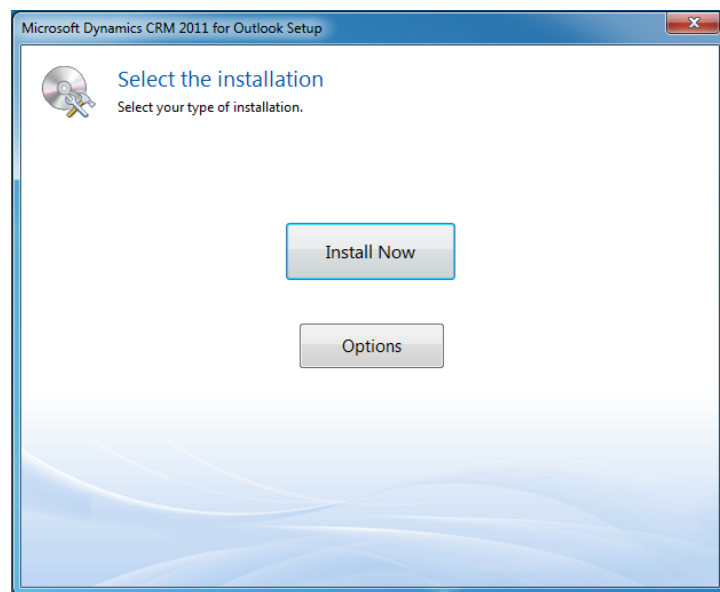 Microsoft Dynamics CRM 2011 for Outlook Setup
Select the installation
Select your type of installation.
Install Now
Options